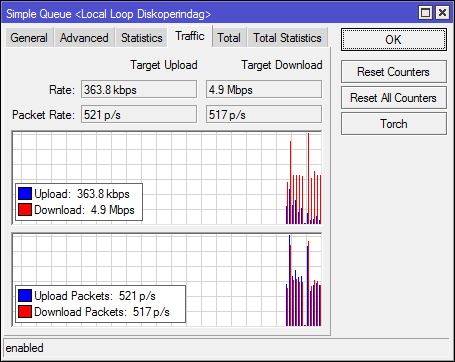 Simple Queue <Local Loop Diskoperindag>
General Advanced Statistics Traffic Total Total Statistics
OK
Reset Counters
Reset All Counters
Torch
Target Upload Target Download
Rate: 363.8 kbps 4.9 Mbps
Packet Rate: 521 p/s 517 p/s
Upload: 363.8 kbps
Download: 4.9 Mbps
Upload Packets: 521 p/s
Download Packets: 517 p/s
enabled